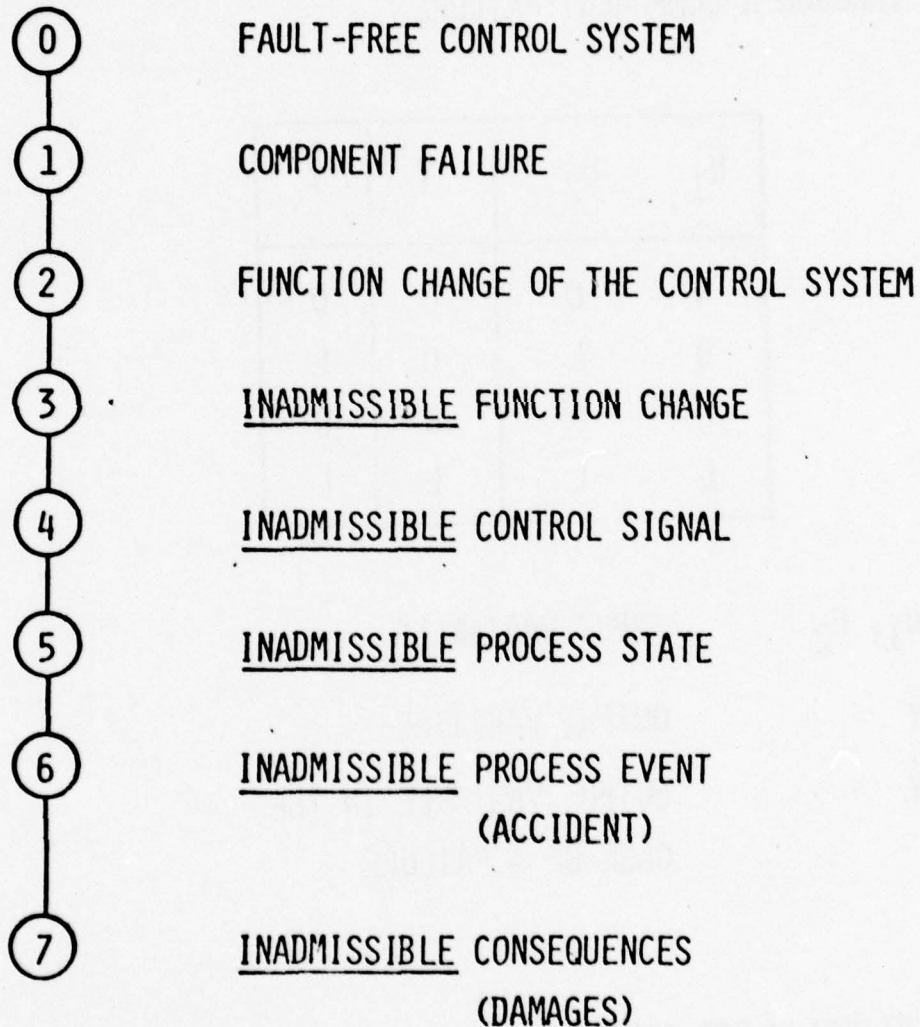 0 FAULT-FREE CONTROL SYSTEM
1 COMPONENT FAILURE
2 FUNCTION CHANGE OF THE CONTROL SYSTEM
3 INADMISSIBLE FUNCTION CHANGE
4 INADMISSIBLE CONTROL SIGNAL
5 INADMISSIBLE PROCESS STATE
6 INADMISSIBLE PROCESS EVENT
(ACCIDENT)
7 INADMISSIBLE CONSEQUENCES
(DAMAGES)